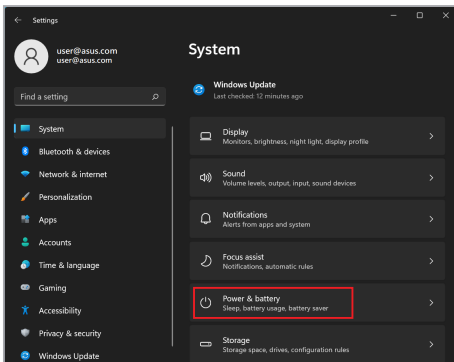 Settings
user@asus.com
user@asus.com
Find a setting
System
Bluetooth & devices
Network & internet
Personalization
Apps
Accounts
Time & language
Gaming
Accessibility
Privacy & security
Windows Update
System
Windows Update
Last checked: 12 minutes ago
Display
Monitors, brightness, night light, display profile
Sound
Volume levels, output, input, sound devices
Notifications
Alerts from apps and system
Focus assist
Notifications, automatic rules
Power & battery
Sleep, battery usage, battery saver
Storage
Storage space, drives, configuration rules